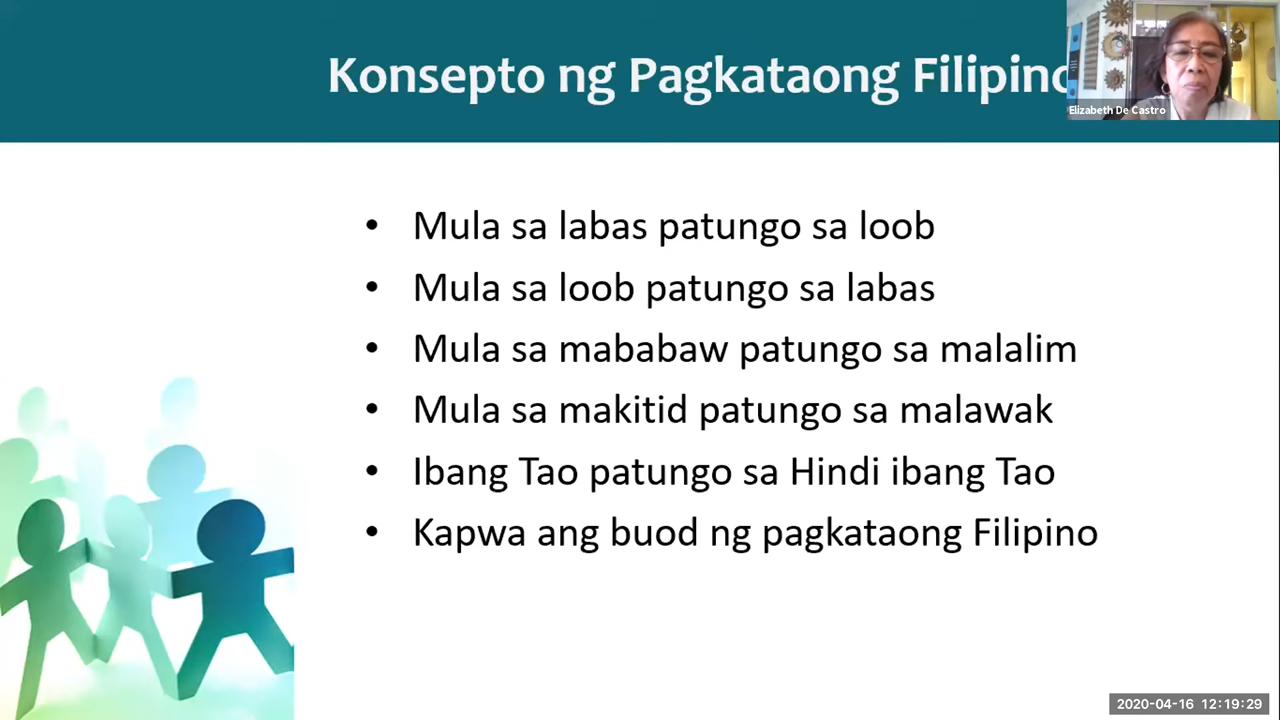 Konsepto ng Pagkataong Filipino
Elizabeth De Castro
• Mula sa labas patungo sa loob
• Mula sa loob patungo sa labas
• Mula sa mababaw patungo sa malalim
• Mula sa makitid patungo sa malawak
• Ibang Tao patungo sa Hindi ibang Tao
• Kapwa ang buod ng pagkataong Filipino
2020-04-16 12:19:29